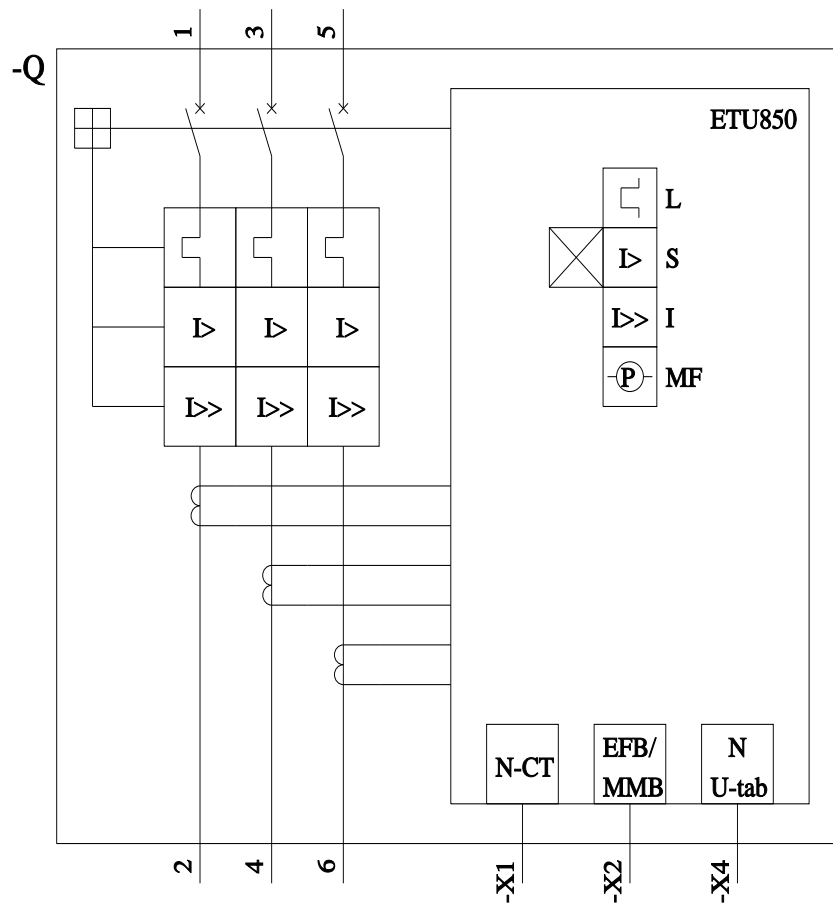 1 3 5
-Q
ETU850
L
I> S
I> I> I> I>> I
P MF
I>> I>> I>>
N-CT
EFB/
MMB
N
U-tab
2 4 6 -X1 -X2 -X4